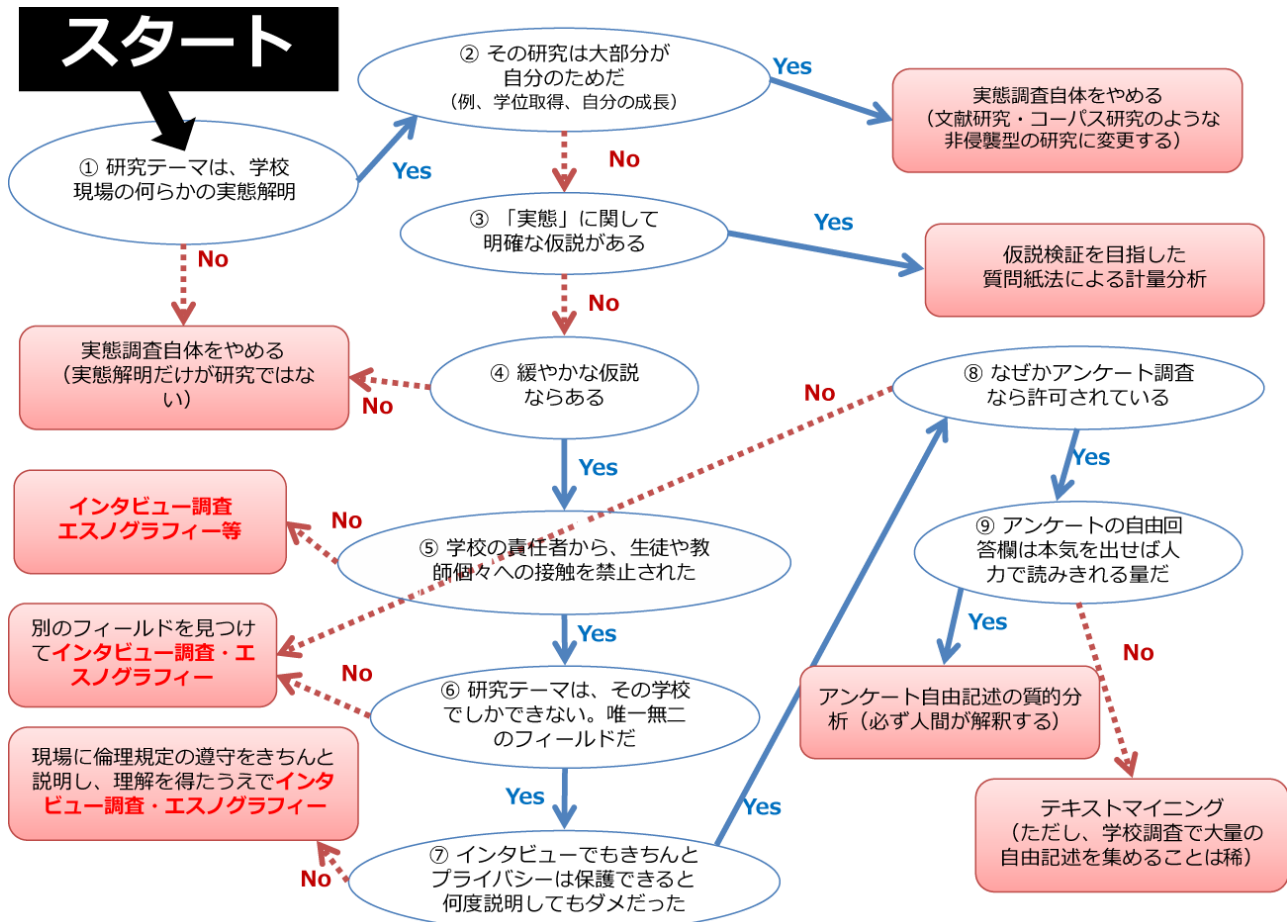 スタート
① 研究テーマは、学校
現場の何らかの実態解明
Yes
No
② その研究は大部分が
自分のためだ
(例、学位取得、自分の成長)
Yes
No
実態調査自体をやめる
(文献研究・コーパス研究のような
非侵襲型の研究に変更する)
③ 「実態」に関して
明確な仮説がある
Yes
No
仮説検証を目指した
質問紙法による計量分析
実態調査自体をやめる
(実態解明だけが研究ではな
い)
④ 緩やかな仮説
ならある
No
Yes
⑧ なぜかアンケート調査
なら許可されている
No
Yes
インタビュー調査
エスノグラフィー等
No
⑤ 学校の責任者から、生徒や教
師個々への接触を禁止された
Yes
⑨ アンケートの自由回
答欄は本気を出せば人
力で読みきれる量だ
Yes
No
別のフィールドを見つけ
てインタビュー調査・エ
スノグラフィー
No
⑥ 研究テーマは、その学校
でしかできない。唯一無二
のフィールドだ
Yes
アンケート自由記述の質的分
析(必ず人間が解釈する)
現場に倫理規定の遵守をきちんと
説明し、理解を得たうえでインタ
ビュー調査・エスノグラフィー
No
⑦ インタビューでもきちんと
プライバシーは保護できると
何度説明してもダメだった
Yes
テキストマイニング
(ただし、学校調査で大量の
自由記述を集めることは稀)